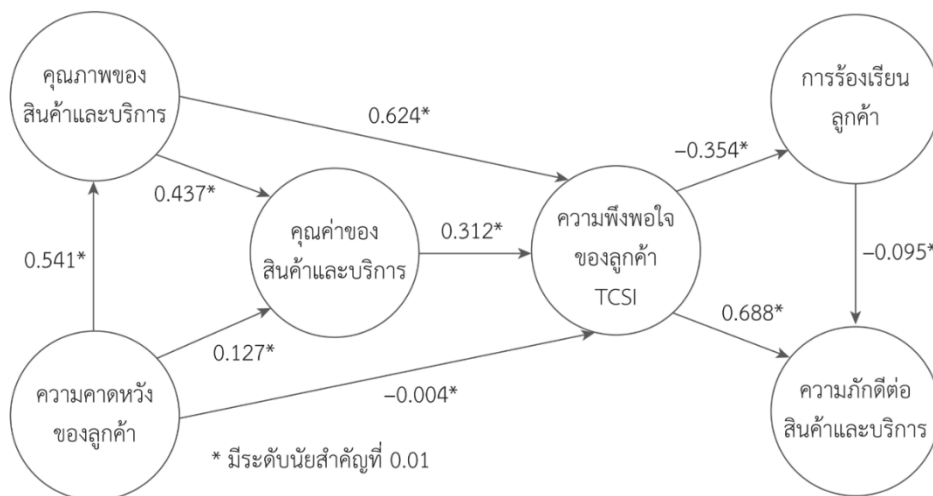 คุณภาพของ
สินค้าและบริการ
การร้องเรียน
ลูกค้า
0.624*
–0.354*
0.437*
คุณค่าของ
สินค้าและบริการ
0.312*
ความพึงพอใจ
ของลูกค้า
TCSI
0.541*
–0.095*
0.127*
0.688*
–0.004*
ความคาดหวัง
ของลูกค้า
ความภักดีต่อ
สินค้าและบริการ
* มีระดับนัยสำคัญที่ 0.01